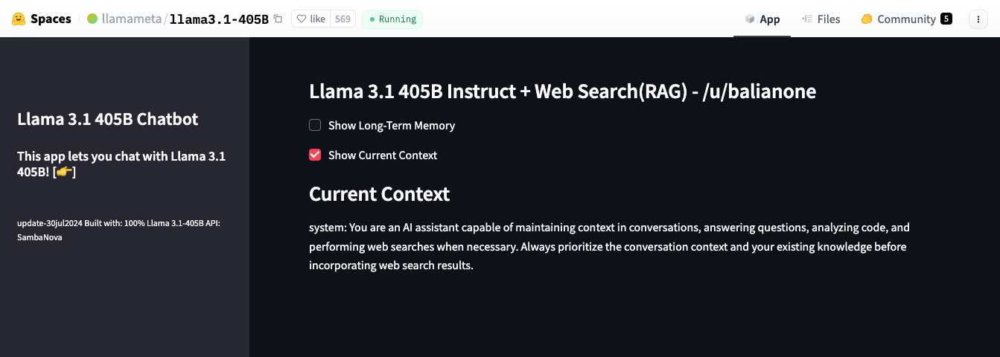 Spaces
llamameta/llama3.1-405B
like 569
Running
App
Files
Community 5
Llama 3.1 405B Chatbot
This app lets you chat with Llama 3.1
405B! [👉]
update-30jul2024 Built with: 100% Llama 3.1-405B API:
SambaNova
Llama 3.1 405B Instruct + Web Search(RAG) - /u/balianone
Show Long-Term Memory
Show Current Context
Current Context
system: You are an AI assistant capable of maintaining context in conversations, answering questions, analyzing code, and
performing web searches when necessary. Always prioritize the conversation context and your existing knowledge before
incorporating web search results.